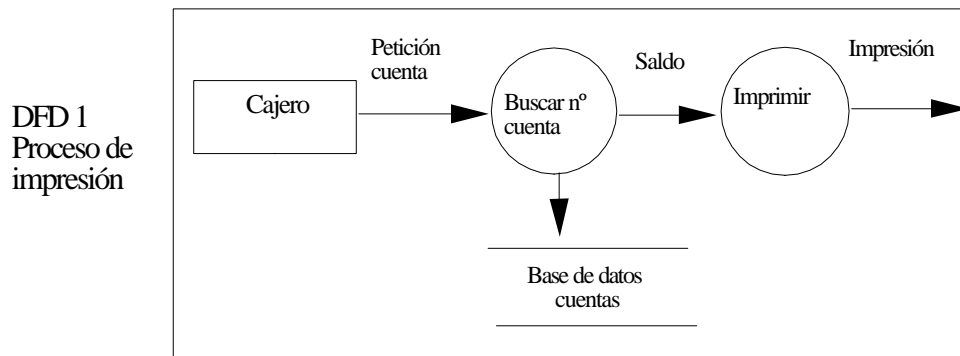 DFD 1
Proceso de
impresión
Cajero
Petición
cuenta
Buscar nº
cuenta
Saldo
Imprimir
Impresión
Base de datos
cuentas